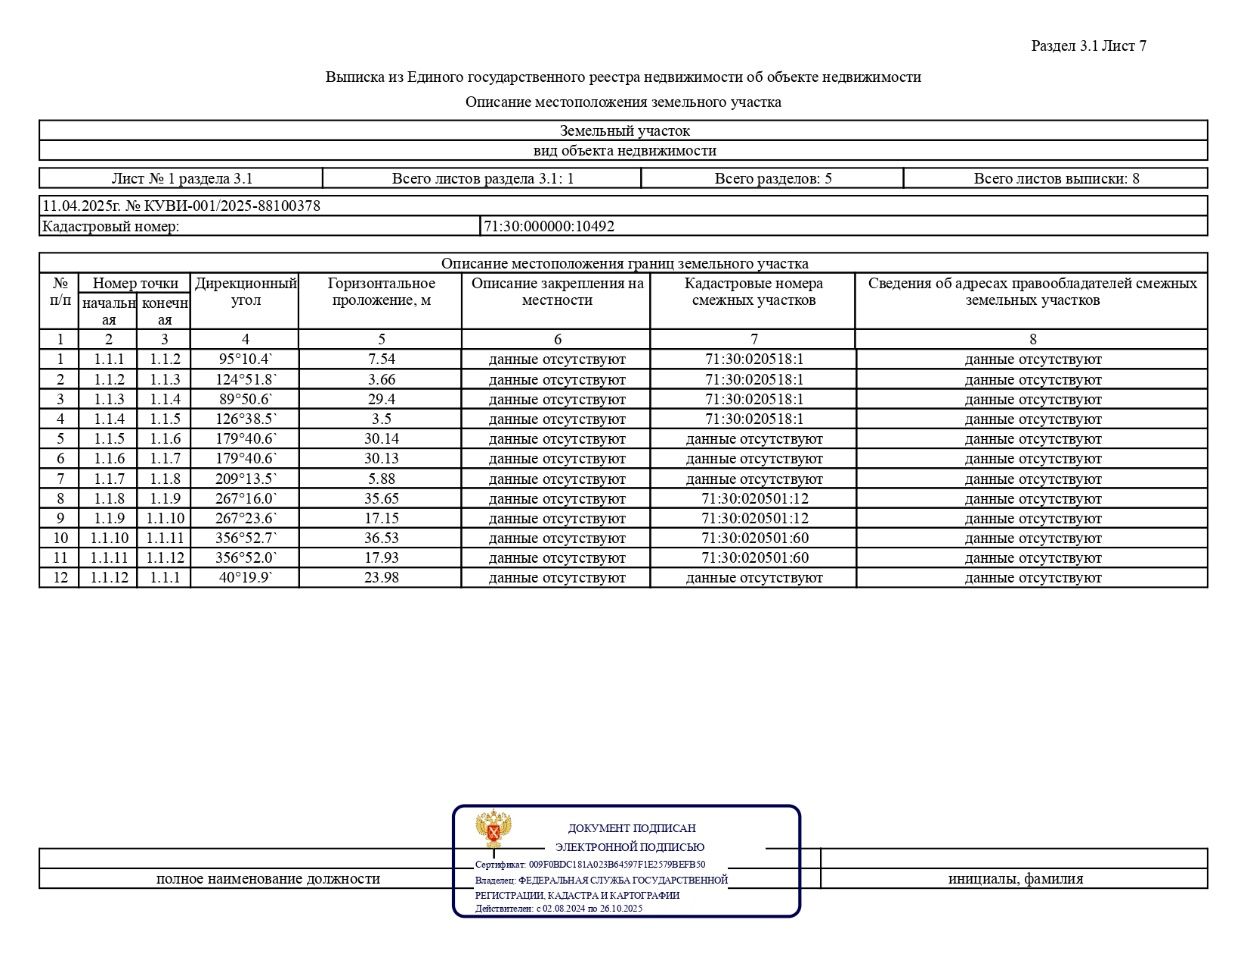 Раздел 3.1 Лист 7
Выписка из Единого государственного реестра недвижимости об объекте недвижимости
Описание местоположения земельного участка
Земельный участок
вид объекта недвижимости
Лист № 1 раздела 3.1 Всего листов раздела 3.1: 1 Всего разделов: 5 Всего листов выписки: 8
11.04.2025г. № КУВИ-001/2025-88100378
Кадастровый номер: 71:30:000000:10492
Описание местоположения границ земельного участка
№ Номер точки Дирекционный Горизонтальное Описание закрепления на Кадастровые номера Сведения об адресах правообладателей смежных
п/п начальн конечн угол проложение, м местности смежных участков земельных участков
ая ая
1 2 3 4 5 6 7 8
1 1.1.1 1.1.2 95°10.4` 7.54 данные отсутствуют 71:30:020518:1 данные отсутствуют
2 1.1.2 1.1.3 124°51.8` 3.66 данные отсутствуют 71:30:020518:1 данные отсутствуют
3 1.1.3 1.1.4 89°50.6` 29.4 данные отсутствуют 71:30:020518:1 данные отсутствуют
4 1.1.4 1.1.5 126°38.5` 3.5 данные отсутствуют 71:30:020518:1 данные отсутствуют
5 1.1.5 1.1.6 179°40.6` 30.14 данные отсутствуют данные отсутствуют данные отсутствуют
6 1.1.6 1.1.7 179°40.6` 30.13 данные отсутствуют данные отсутствуют данные отсутствуют
7 1.1.7 1.1.8 209°13.5` 5.88 данные отсутствуют данные отсутствуют данные отсутствуют
8 1.1.8 1.1.9 267°16.0` 35.65 данные отсутствуют 71:30:020501:12 данные отсутствуют
9 1.1.9 1.1.10 267°23.6` 17.15 данные отсутствуют 71:30:020501:12 данные отсутствуют
10 1.1.10 1.1.11 356°52.7` 36.53 данные отсутствуют 71:30:020501:60 данные отсутствуют
11 1.1.11 1.1.12 356°52.0` 17.93 данные отсутствуют 71:30:020501:60 данные отсутствуют
12 1.1.12 1.1.1 40°19.9` 23.98 данные отсутствуют данные отсутствуют данные отсутствуют
ДОКУМЕНТ ПОДПИСАН
ЭЛЕКТРОННОЙ ПОДПИСЬЮ
Сертификат: 009F0BDC181A023B64597F1E2579BEFB50
Владелец: ФЕДЕРАЛЬНАЯ СЛУЖБА ГОСУДАРСТВЕННОЙ
РЕГИСТРАЦИИ, КАДАСТРА И КАРТОГРАФИИ
Действителен: с 02.08.2024 по 26.10.2025
полное наименование должности инициалы, фамилия